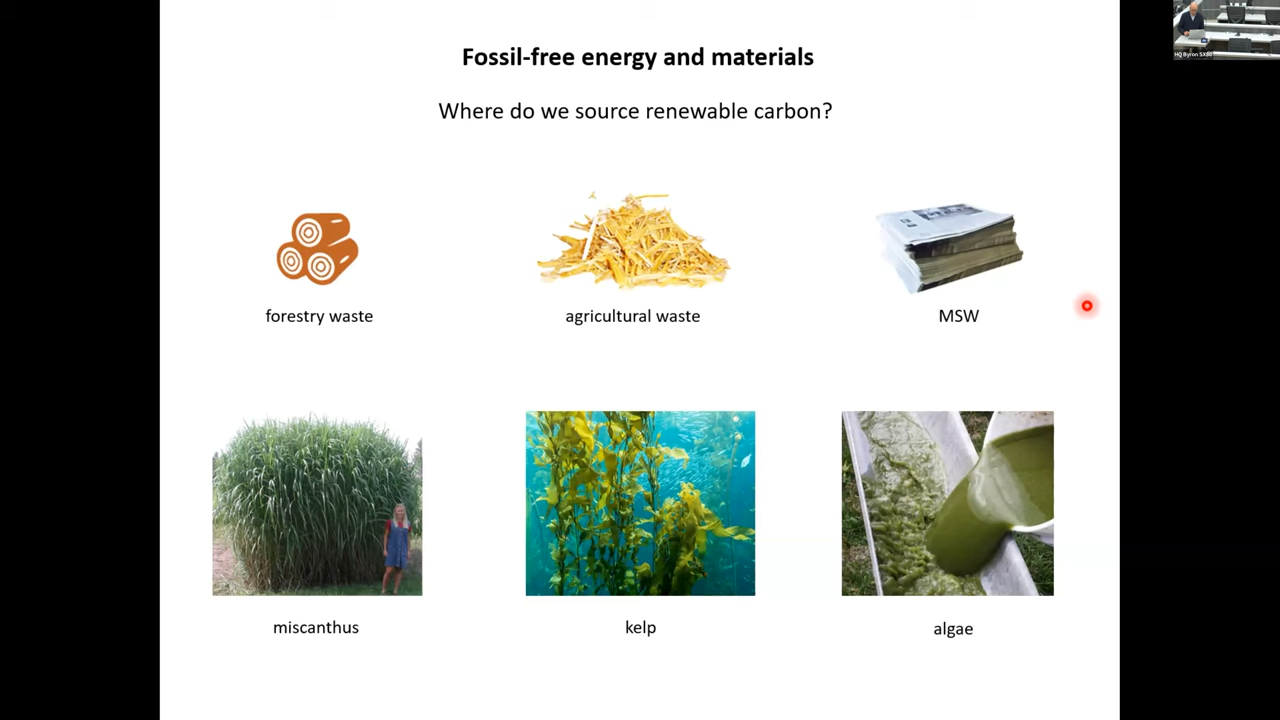 Fossil-free energy and materials
Where do we source renewable carbon?
forestry waste
agricultural waste
MSW
miscanthus
kelp
algae